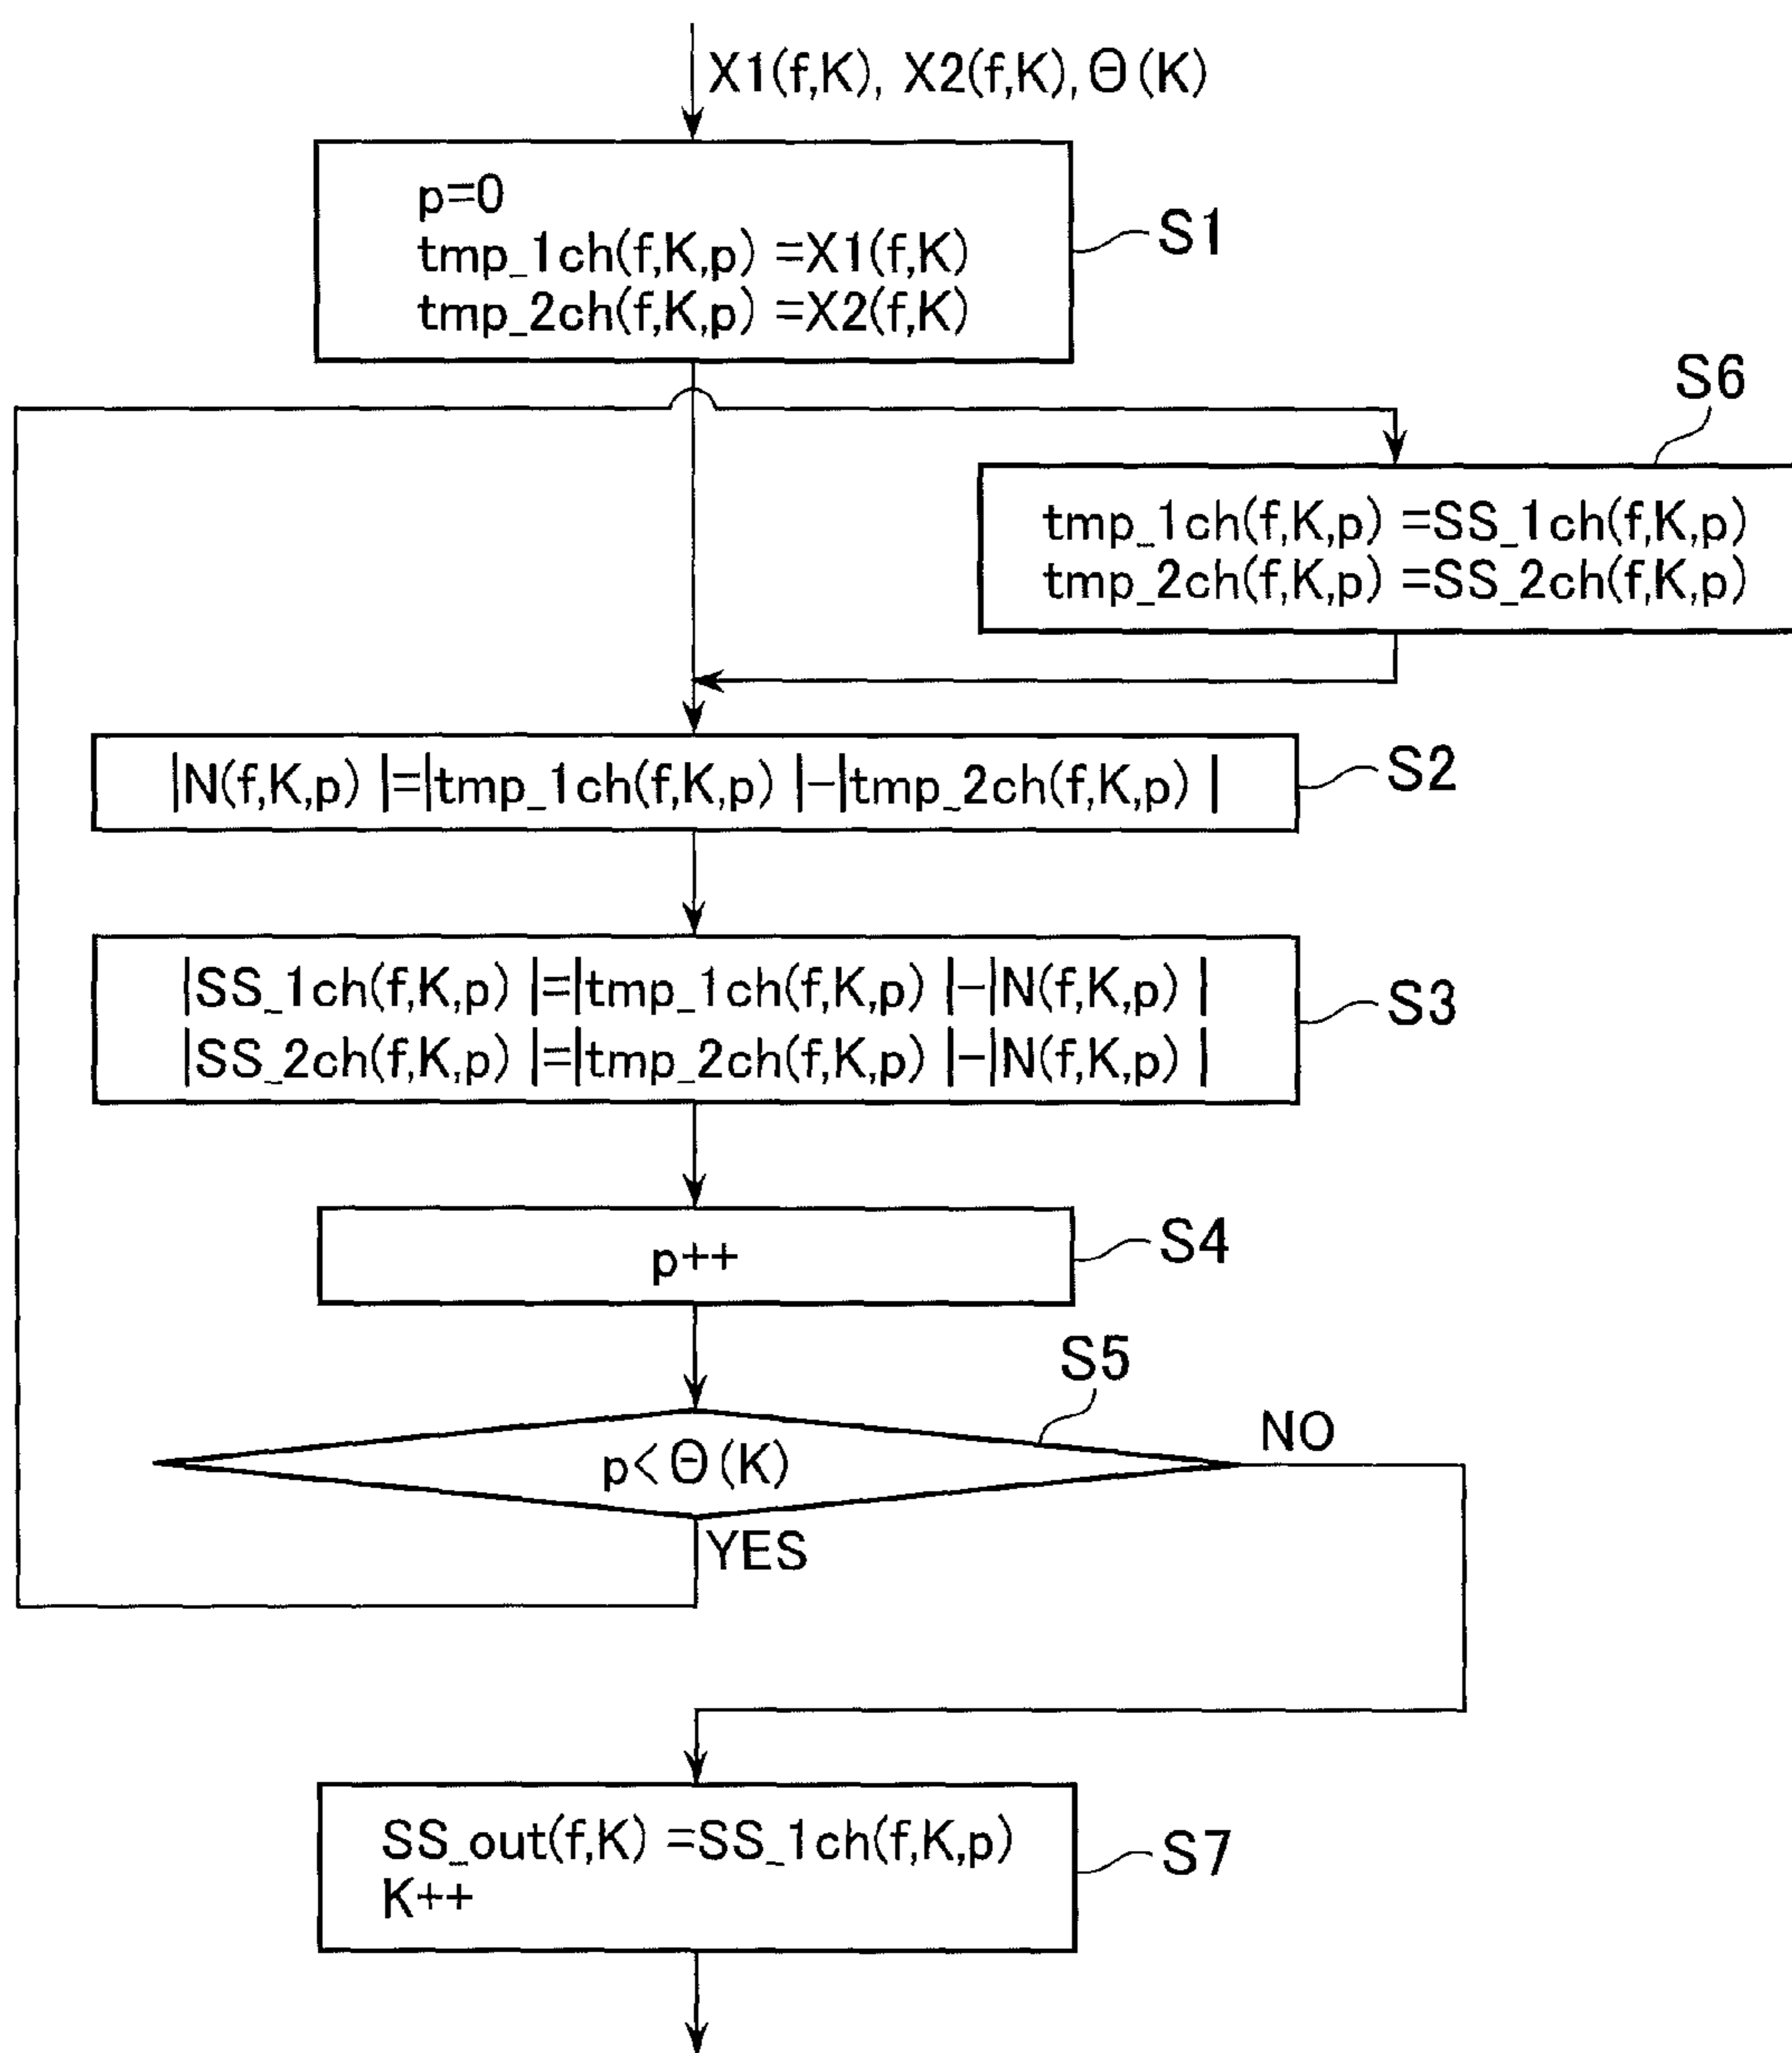 X1(f,K), X2(f,K), Θ(K)
p=0
tmp_1ch(f,K,p) =X1(f,K)
tmp_2ch(f,K,p) =X2(f,K)
S1
S6
tmp_1ch(f,K,p) =SS_1ch(f,K,p)
tmp_2ch(f,K,p) =SS_2ch(f,K,p)
|N(f,K,p) |=|tmp_1ch(f,K,p) |-|tmp_2ch(f,K,p) |
S2
|SS_1ch(f,K,p) |=|tmp_1ch(f,K,p) |-|N(f,K,p) |
|SS_2ch(f,K,p) |=|tmp_2ch(f,K,p) |-|N(f,K,p) |
S3
p++
S4
S5
p< Θ(K)
NO
YES
SS_out(f,K) =SS_1ch(f,K,p)
K++
S7